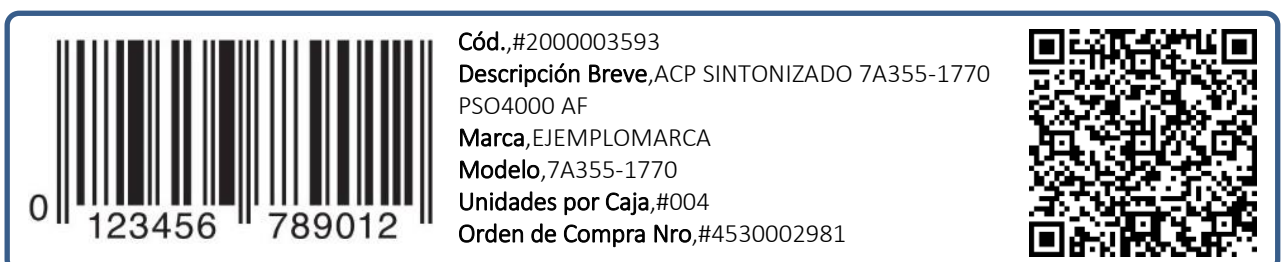 Cód.,#2000003593
Descripción Breve,ACP SINTONIZADO 7A355-1770
PSO4000 AF
Marca,EJEMPLOMARCA
Modelo,7A355-1770
Unidades por Caja,#004
Orden de Compra Nro,#4530002981
0 123456 789012